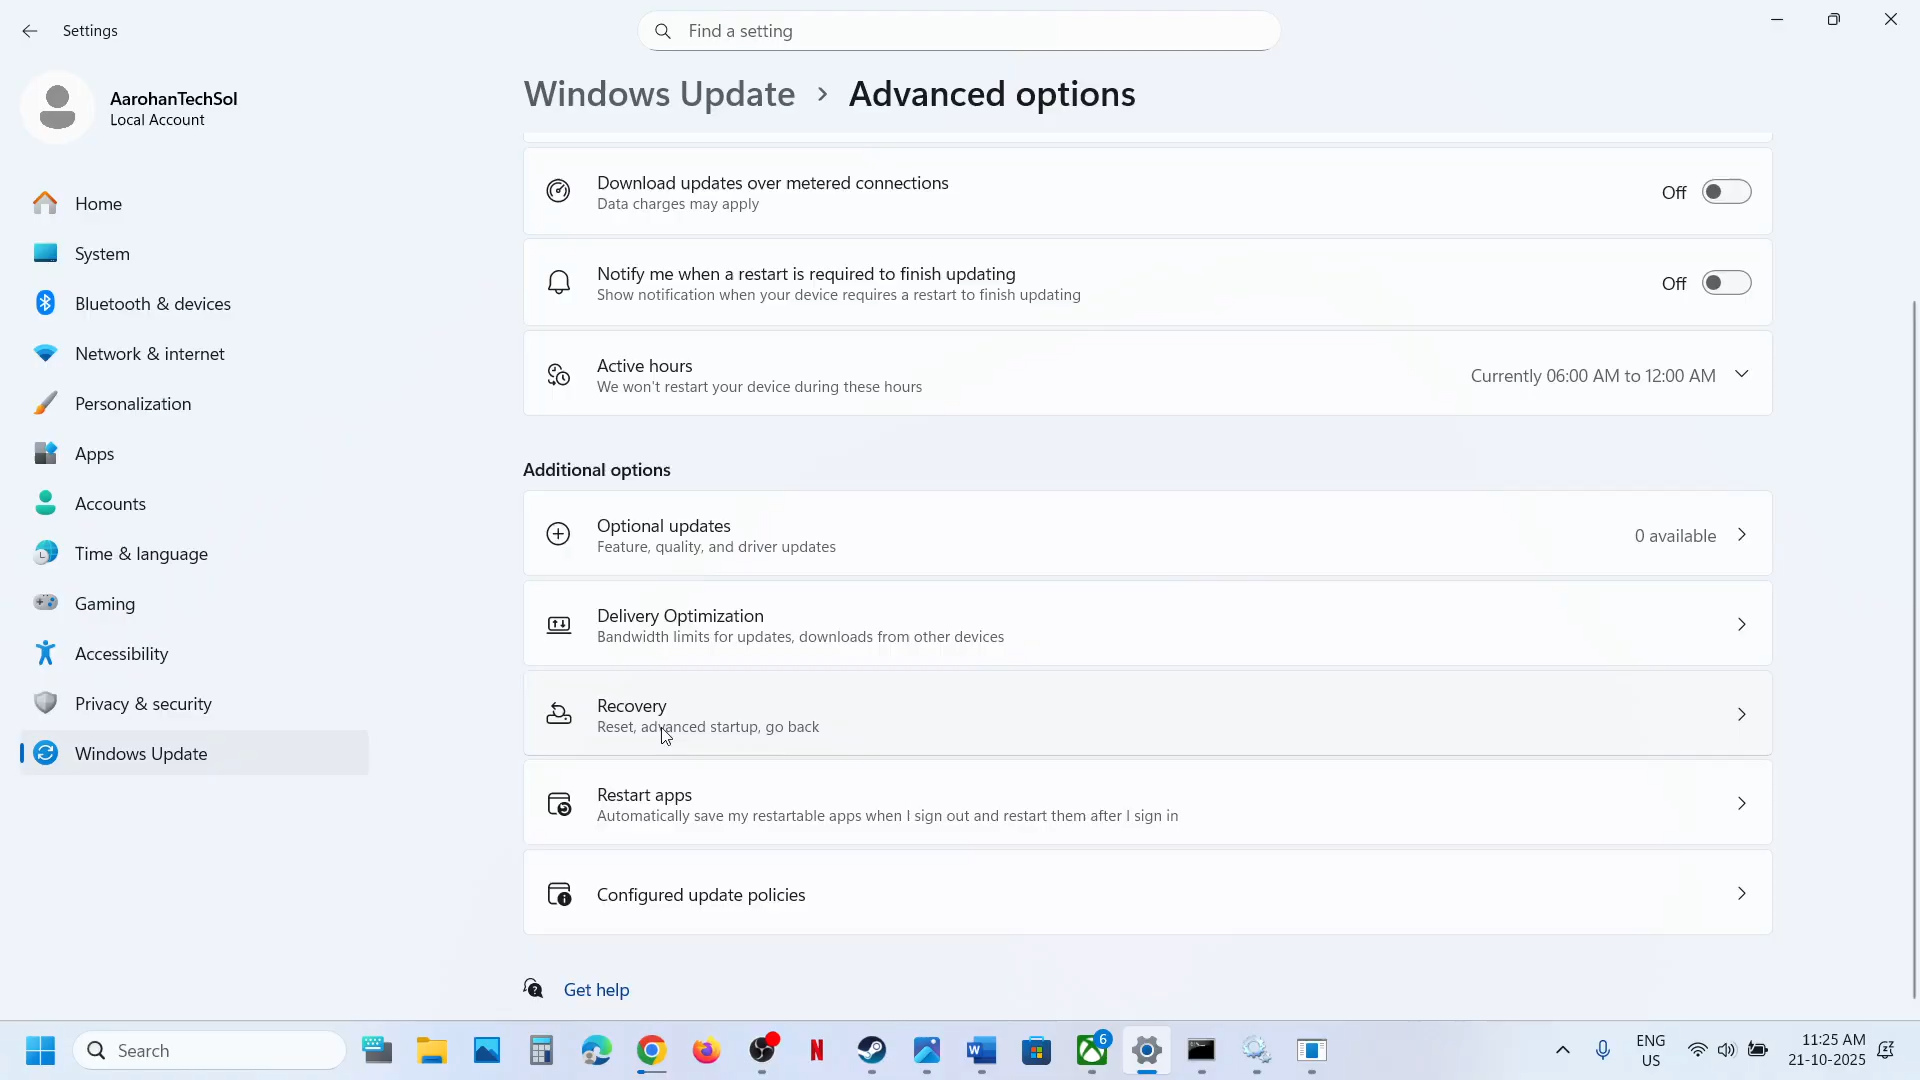 Settings
Find a setting
AarohanTechSol
Local Account
Home
System
Bluetooth & devices
Network & internet
Personalization
Apps
Accounts
Time & language
Gaming
Accessibility
Privacy & security
Windows Update
Windows Update > Advanced options
Download updates over metered connections
Data charges may apply
Off
Notify me when a restart is required to finish updating
Show notification when your device requires a restart to finish updating
Off
Active hours
We won't restart your device during these hours
Currently 06:00 AM to 12:00 AM
Additional options
Optional updates
Feature, quality, and driver updates
0 available
Delivery Optimization
Bandwidth limits for updates, downloads from other devices
Recovery
Reset, advanced startup, go back
Restart apps
Automatically save my restartable apps when I sign out and restart them after I sign in
Configured update policies
Get help
Search
N
W
6
ENG
US
11:25 AM
21-10-2025